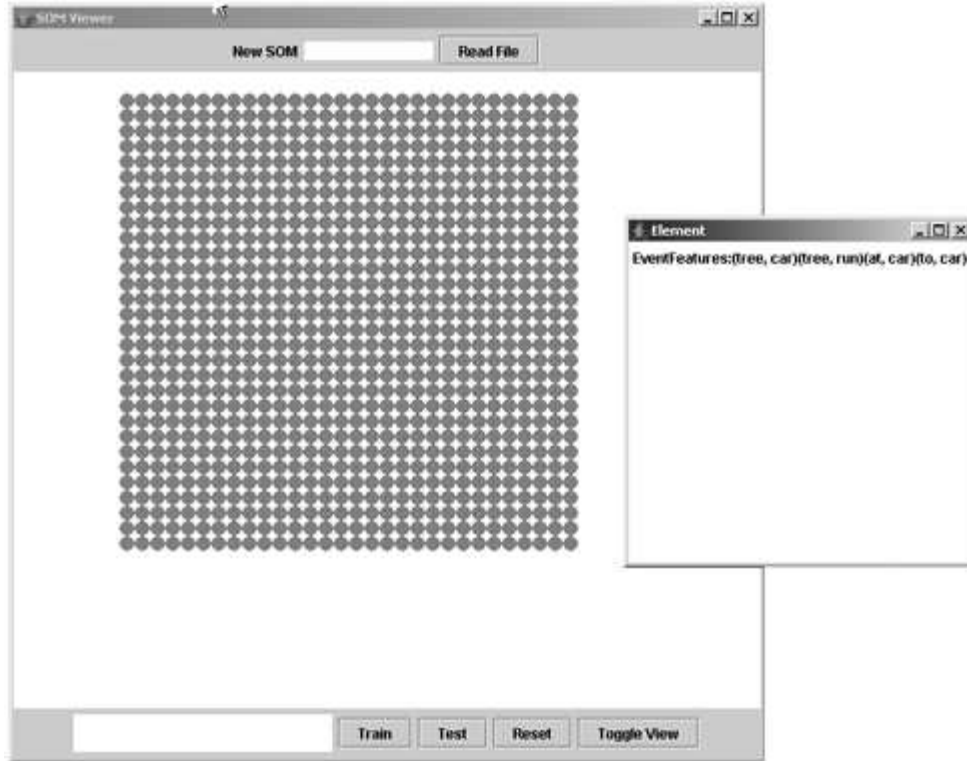 SOM Viewer
New SOM
Read File
Element
EventFeatures:(tree, car)(tree, run)(at, car)(to, car)
Train
Test
Reset
Toggle View